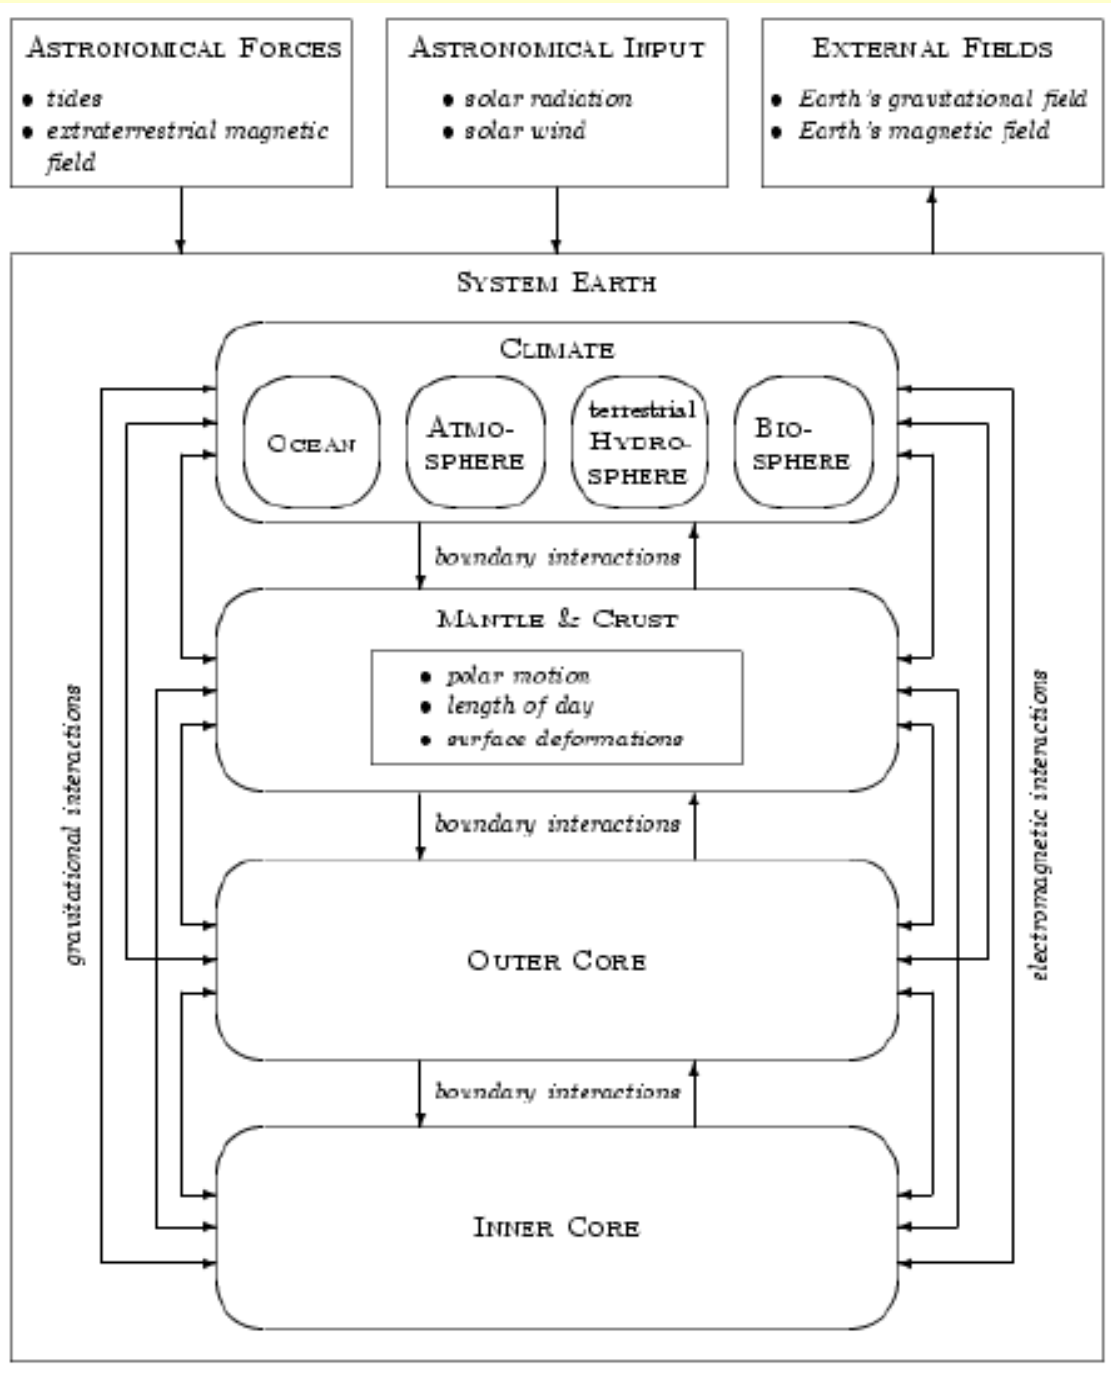 ASTRONOMICAL FORCES
• tides
• extraterrestrial magnetic
field
ASTRONOMICAL INPUT
• solar radiation
• solar wind
EXTERNAL FIELDS
• Earth's gravitational field
• Earth's magnetic field
SYSTEM EARTH
CLIMATE
OCEAN
ATMO-
SPHERE
terrestrial
HYDRO-
SPHERE
BIO-
SPHERE
boundary interactions
MANTLE & CRUST
• polar motion
• length of day
• surface deformations
gravitational interactions
electromagnetic interactions
boundary interactions
OUTER CORE
boundary interactions
INNER CORE